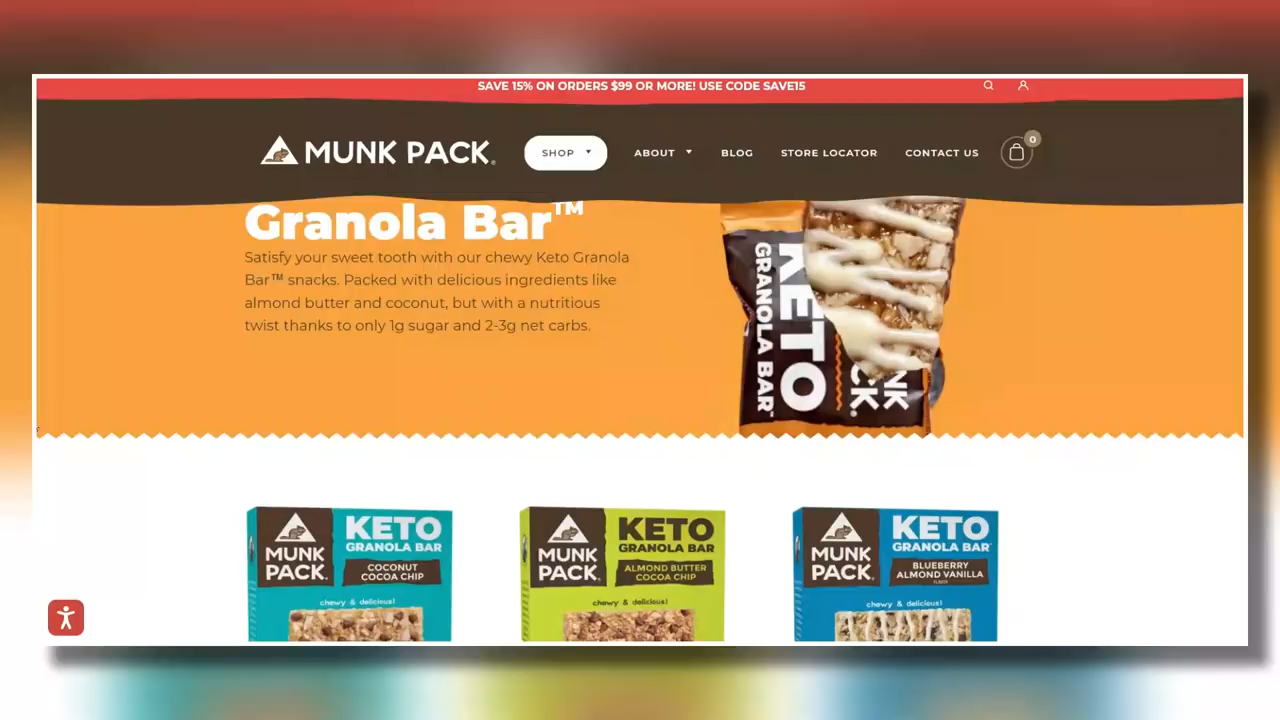 SAVE 15% ON ORDERS $99 OR MORE! USE CODE SAVE15
MUNK PACK®
SHOP
ABOUT
BLOG
STORE LOCATOR
CONTACT US
0
Granola Bar™
Satisfy your sweet tooth with our chewy Keto Granola
Bar™ snacks. Packed with delicious ingredients like
almond butter and coconut, but with a nutritious
twist thanks to only 1g sugar and 2-3g net carbs.
KETO
GRANOLA BAR™
MUNK
PACK®
KETO
GRANOLA BAR
COCONUT
COCOA CHIP
chewy & delicious!
MUNK
PACK®
KETO
GRANOLA BAR
ALMOND BUTTER
COCOA CHIP
chewy & delicious!
MUNK
PACK®
KETO
GRANOLA BAR
BLUEBERRY
ALMOND VANILLA
FLAVOR
chewy & delicious!